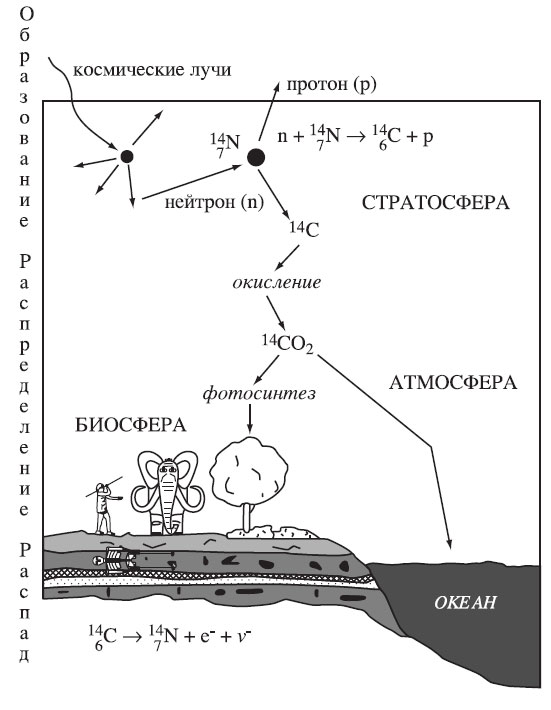 Образование Распределение Распад
космические лучи
протон (p)
¹⁴₇N
n + ¹⁴₇N → ¹⁴₆C + p
нейтрон (n)
СТРАТОСФЕРА
¹⁴C
окисление
¹⁴CO₂
АТМОСФЕРА
фотосинтез
БИОСФЕРА
ОКЕАН
¹⁴₆C → ¹⁴₇N + e⁻ + ν⁻